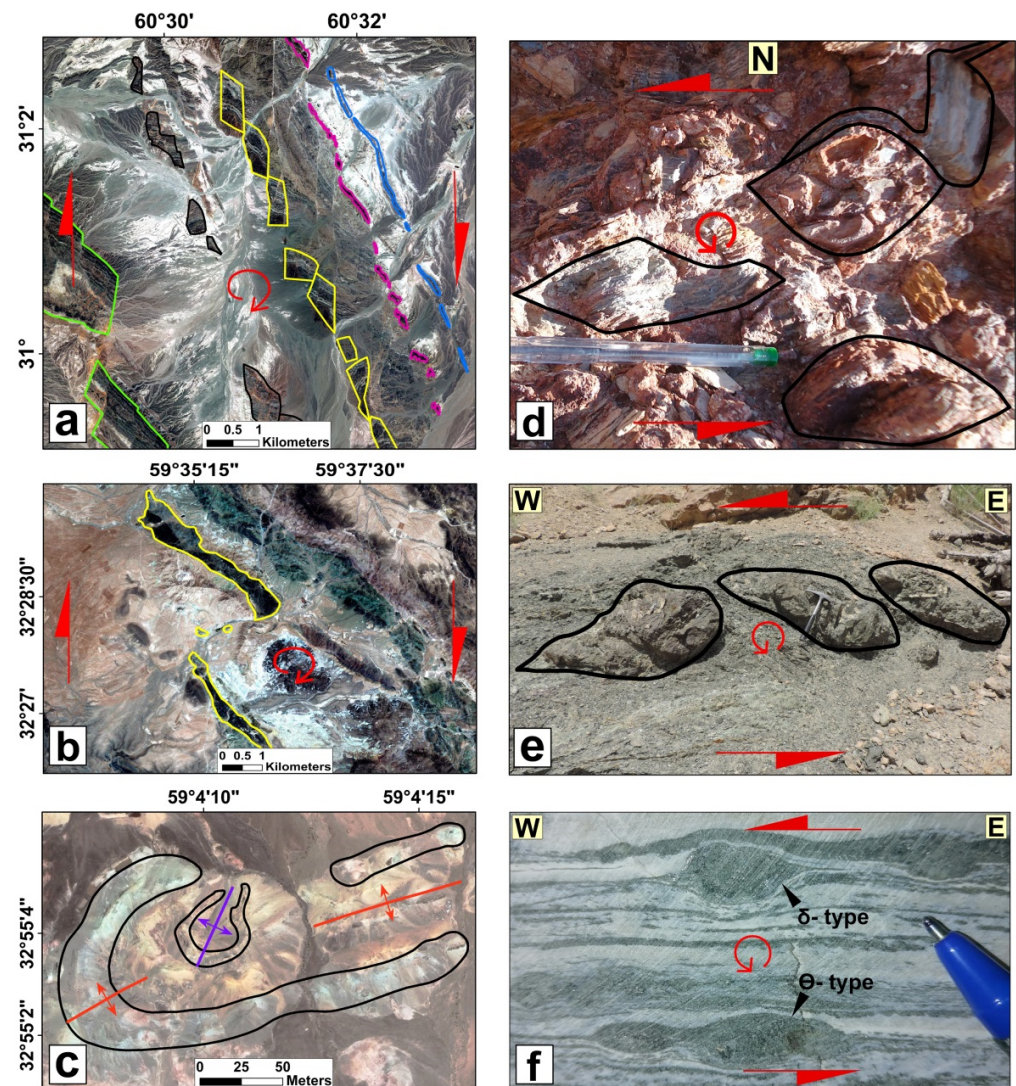 60°30' 60°32'
31°2'
31°
a
0 0.5 1
Kilometers
N
d
59°35'15" 59°37'30"
32°28'30"
32°27'
b
0 0.5 1
Kilometers
W E
e
59°4'10" 59°4'15"
32°55'4"
32°55'2"
c
0 25 50
Meters
W E
δ- type
Ө- type
f